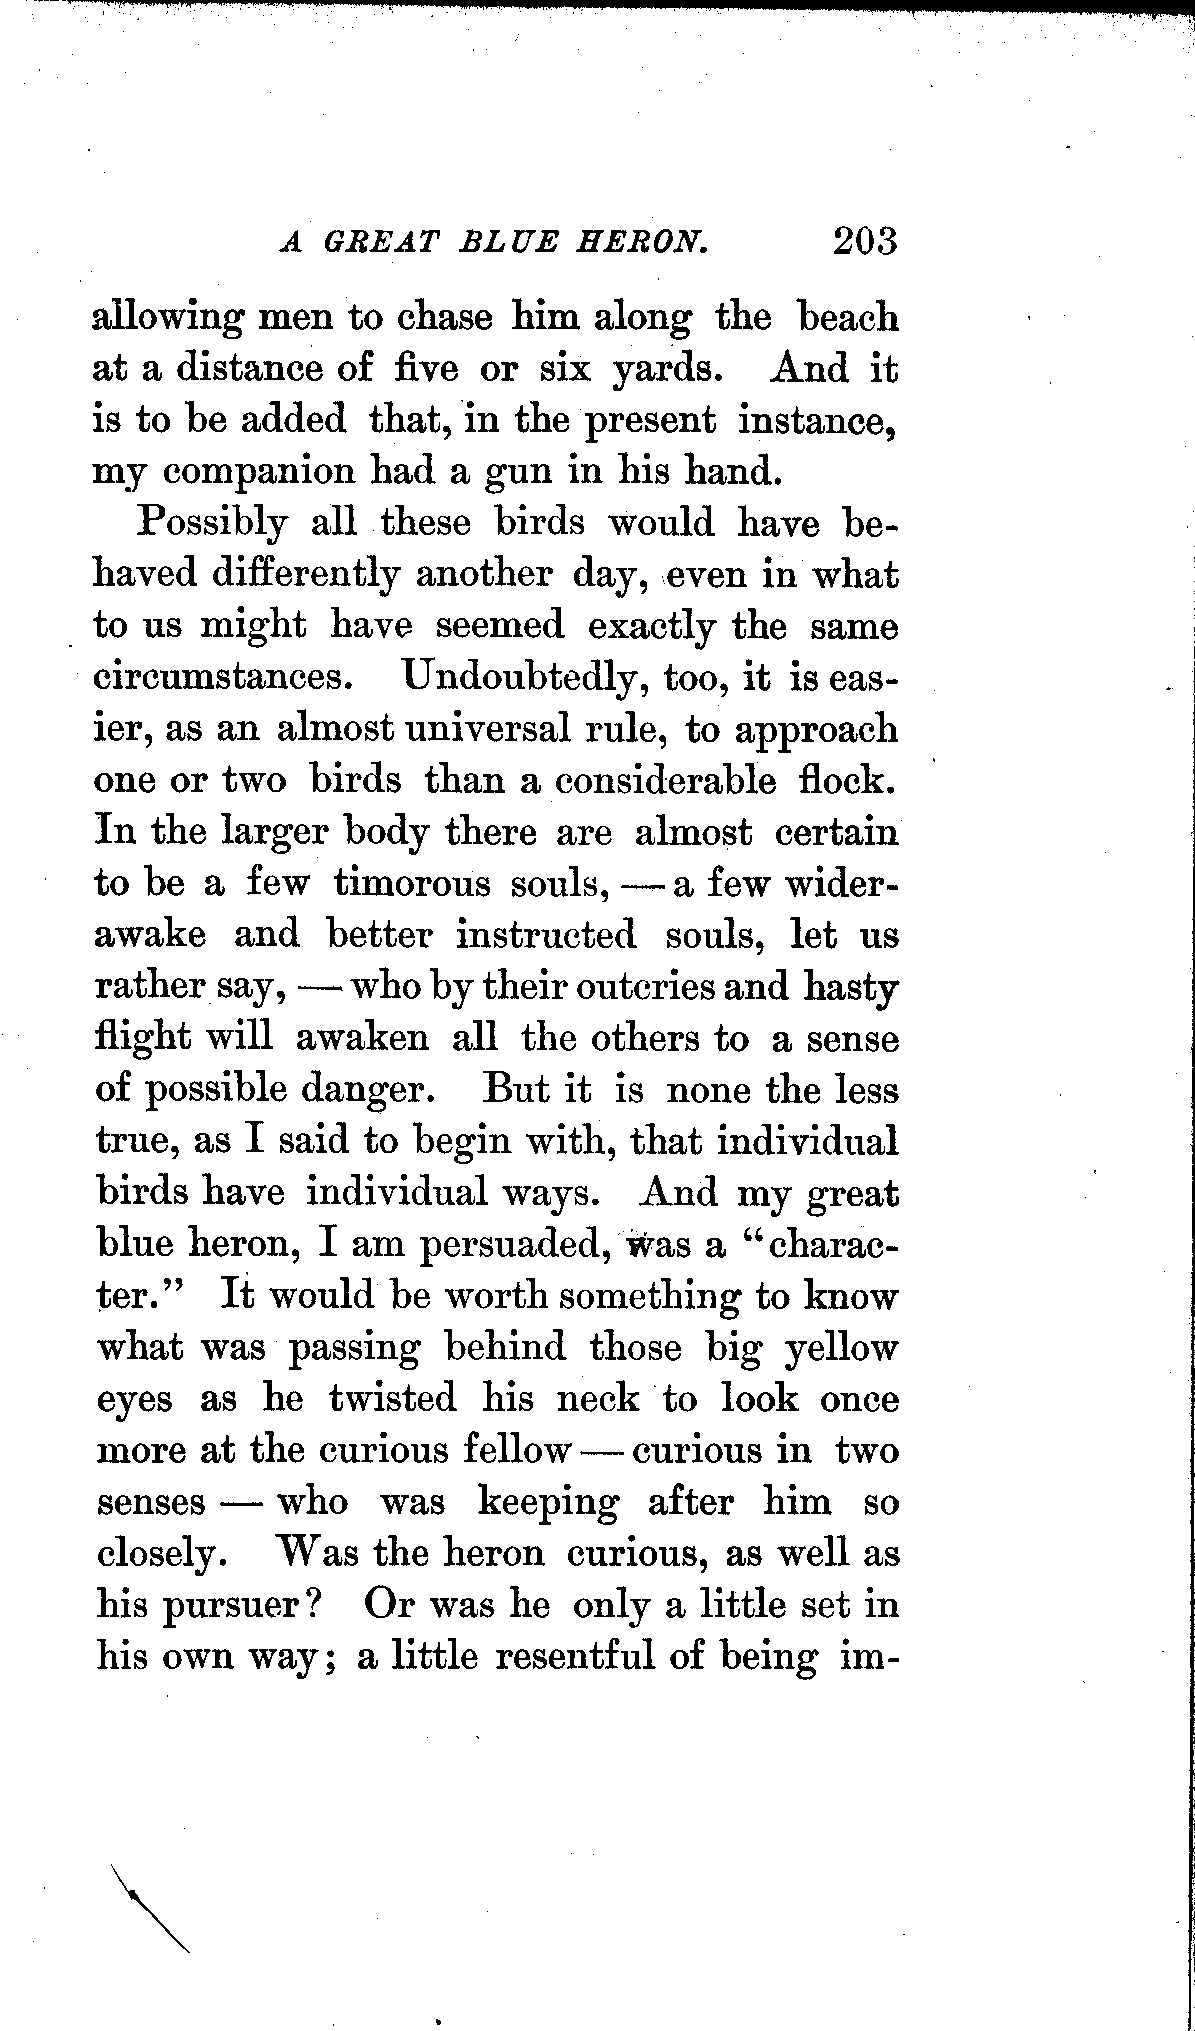 A GREAT BLUE HERON. 203
allowing men to chase him along the beach
at a distance of five or six yards. And it
is to be added that, in the present instance,
my companion had a gun in his hand.
Possibly all these birds would have be-
haved differently another day, even in what
to us might have seemed exactly the same
circumstances. Undoubtedly, too, it is eas-
ier, as an almost universal rule, to approach
one or two birds than a considerable flock.
In the larger body there are almost certain
to be a few timorous souls, — a few wider-
awake and better instructed souls, let us
rather say, — who by their outcries and hasty
flight will awaken all the others to a sense
of possible danger. But it is none the less
true, as I said to begin with, that individual
birds have individual ways. And my great
blue heron, I am persuaded, was a “charac-
ter.” It would be worth something to know
what was passing behind those big yellow
eyes as he twisted his neck to look once
more at the curious fellow — curious in two
senses — who was keeping after him so
closely. Was the heron curious, as well as
his pursuer? Or was he only a little set in
his own way; a little resentful of being im-